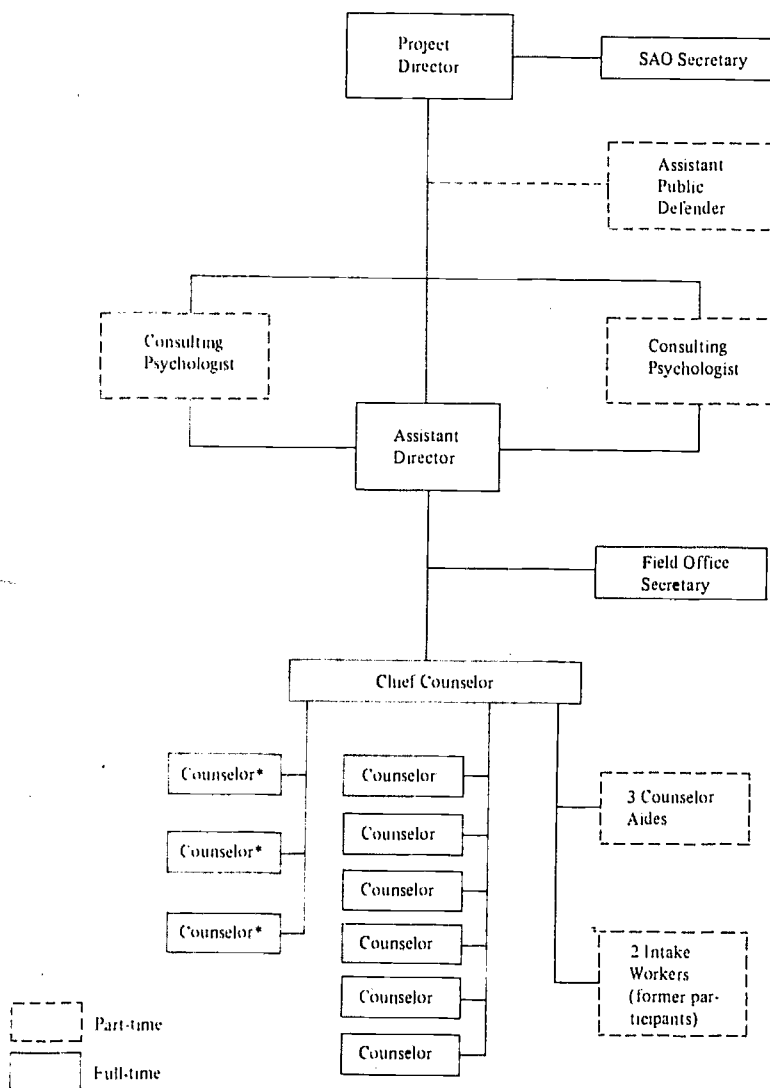 Project
Director
SAO Secretary
Assistant
Public
Defender
Consulting
Psychologist
Consulting
Psychologist
Assistant
Director
Field Office
Secretary
Chief Counselor
Counselor*
Counselor*
Counselor*
Counselor
Counselor
Counselor
Counselor
Counselor
Counselor
3 Counselor
Aides
2 Intake
Workers
(former par-
ticipants)
Part-time
Full-time